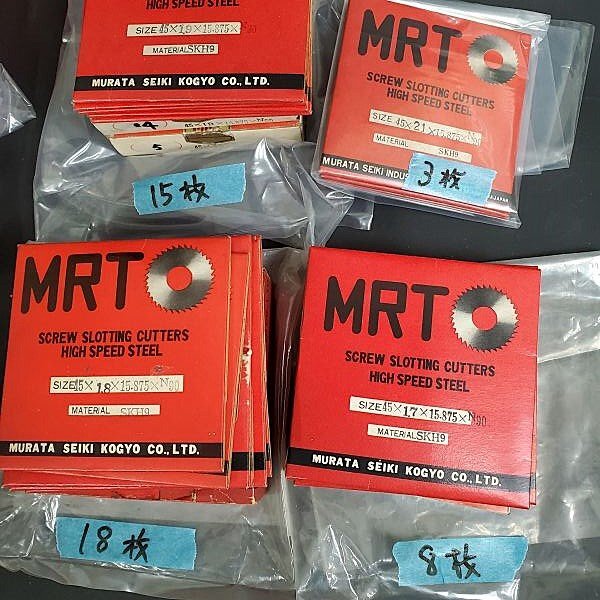 HIGH SPEED STEEL
SIZE 45×1.9×15.875×N90
MATERIAL SKH9
MURATA SEIKI KOGYO CO., LTD.
15枚
MRT
SCREW SLOTTING CUTTERS
HIGH SPEED STEEL
SIZE 45×2.1×15.875×N90
MATERIAL
SKH9
MURATA SEIKI INDUS
JAPAN
3枚
MRT
SCREW SLOTTING CUTTERS
HIGH SPEED STEEL
SIZE 45×1.8×15.875×N90
MATERIAL SKH9
MURATA SEIKI KOGYO CO., LTD.
18枚
MRT
SCREW SLOTTING CUTTERS
HIGH SPEED STEEL
SIZE 45×1.7×15.875×N90
MATERIAL SKH9
MURATA SEIKI KOGYO CO., LTD.
8枚